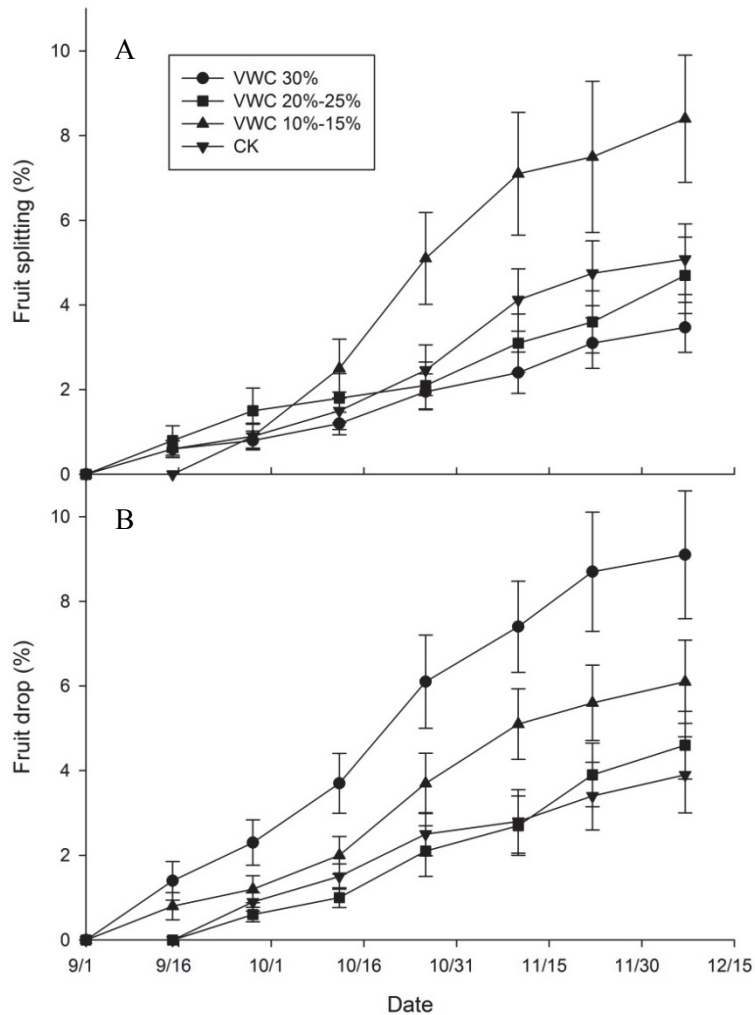 A
VWC 30%
VWC 20%-25%
VWC 10%-15%
CK
10
8
6
4
2
0
Fruit splitting (%)
B
10
8
6
4
2
0
Fruit drop (%)
9/1 9/16 10/1 10/16 10/31 11/15 11/30 12/15
Date